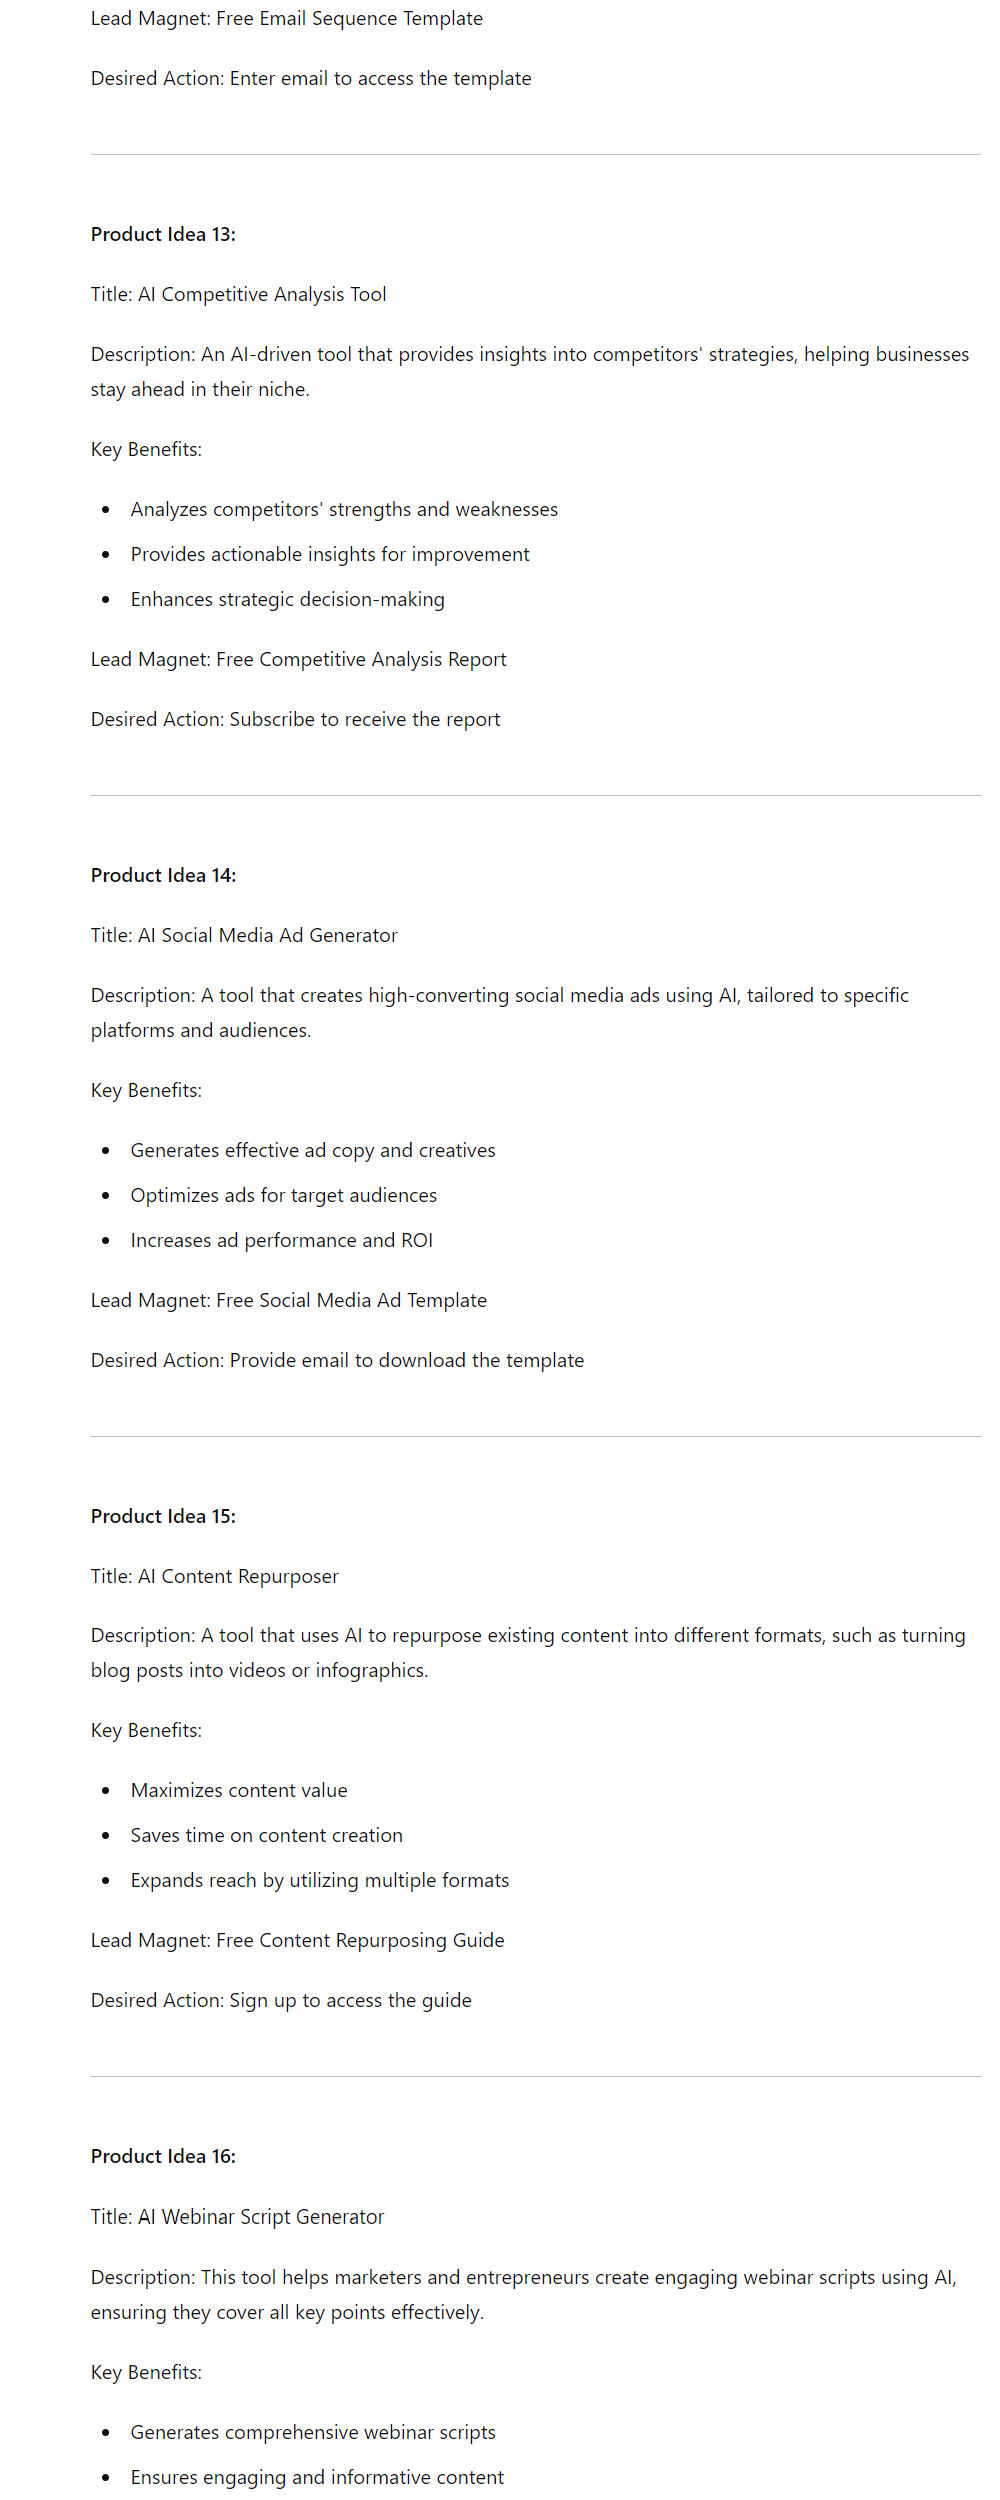 Lead Magnet: Free Email Sequence Template
Desired Action: Enter email to access the template
Product Idea 13:
Title: AI Competitive Analysis Tool
Description: An AI-driven tool that provides insights into competitors' strategies, helping businesses
stay ahead in their niche.
Key Benefits:
• Analyzes competitors' strengths and weaknesses
• Provides actionable insights for improvement
• Enhances strategic decision-making
Lead Magnet: Free Competitive Analysis Report
Desired Action: Subscribe to receive the report
Product Idea 14:
Title: AI Social Media Ad Generator
Description: A tool that creates high-converting social media ads using AI, tailored to specific
platforms and audiences.
Key Benefits:
• Generates effective ad copy and creatives
• Optimizes ads for target audiences
• Increases ad performance and ROI
Lead Magnet: Free Social Media Ad Template
Desired Action: Provide email to download the template
Product Idea 15:
Title: AI Content Repurposer
Description: A tool that uses AI to repurpose existing content into different formats, such as turning
blog posts into videos or infographics.
Key Benefits:
• Maximizes content value
• Saves time on content creation
• Expands reach by utilizing multiple formats
Lead Magnet: Free Content Repurposing Guide
Desired Action: Sign up to access the guide
Product Idea 16:
Title: AI Webinar Script Generator
Description: This tool helps marketers and entrepreneurs create engaging webinar scripts using AI,
ensuring they cover all key points effectively.
Key Benefits:
• Generates comprehensive webinar scripts
• Ensures engaging and informative content